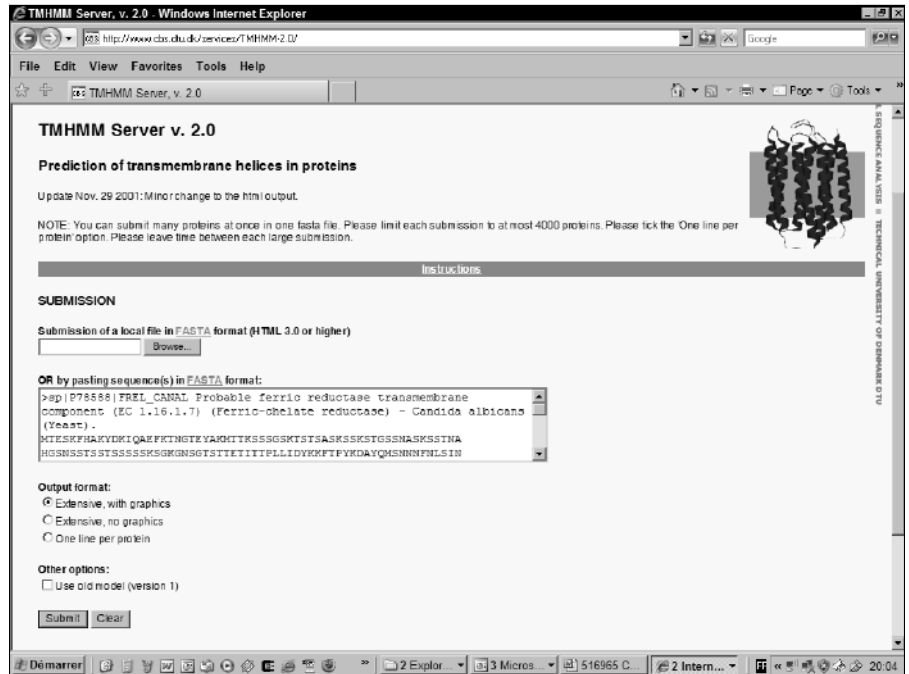 TMHMM Server, v. 2.0 - Windows Internet Explorer
http://www.cbs.dtu.dk/services/TMHMM-2.0/
Google
File Edit View Favorites Tools Help
TMHMM Server, v. 2.0
Page Tools
TMHMM Server v. 2.0
Prediction of transmembrane helices in proteins
Update Nov. 29 2001: Minor change to the html output.
NOTE: You can submit many proteins at once in one fasta file. Please limit each submission to at most 4000 proteins. Please tick the 'One line per
protein' option. Please leave time between each large submission.
Instructions
SUBMISSION
Submission of a local file in FASTA format (HTML 3.0 or higher)
Browse...
OR by pasting sequence(s) in FASTA format:
>sp|P78588|FREL_CANAL Probable ferric reductase transmembrane
component (EC 1.16.1.7) (Ferric-chelate reductase) - Candida albicans
(Yeast).
MTESKFHAKYDKIQAEFKTNGTEYAKMTTKSSSGSKTSTSASKSSKSTGSSNASKSSTNA
HGSNSSTSSTSSSSSKSGKGNSGTSTTETITTPLLIDYKKFTPYKDAYQMSNNNFNLSIN
Output format:
Extensive, with graphics
Extensive, no graphics
One line per protein
Other options:
Use old model (version 1)
Submit Clear
L SEQUENCE ANALYSIS TECHNICAL UNIVERSITY OF DENMARK DTU
Démarrer
2 Explor...
3 Micros...
516965 C...
2 Intern...
20:04